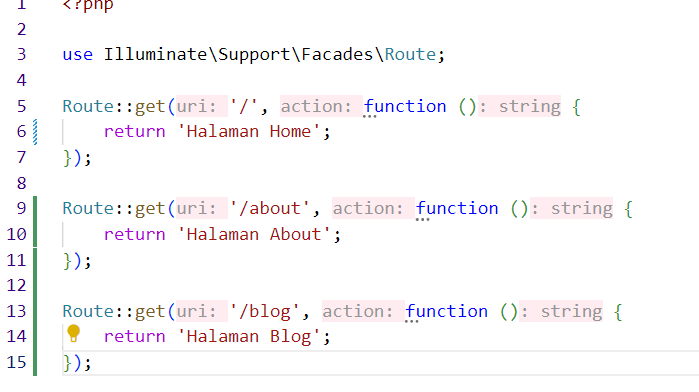 1 <?php
2
3 use Illuminate\Support\Facades\Route;
4
5 Route::get(uri: '/', action: function (): string {
6 return 'Halaman Home';
7 });
8
9 Route::get(uri: '/about', action: function (): string {
10 return 'Halaman About';
11 });
12
13 Route::get(uri: '/blog', action: function (): string {
14 return 'Halaman Blog';
15 });